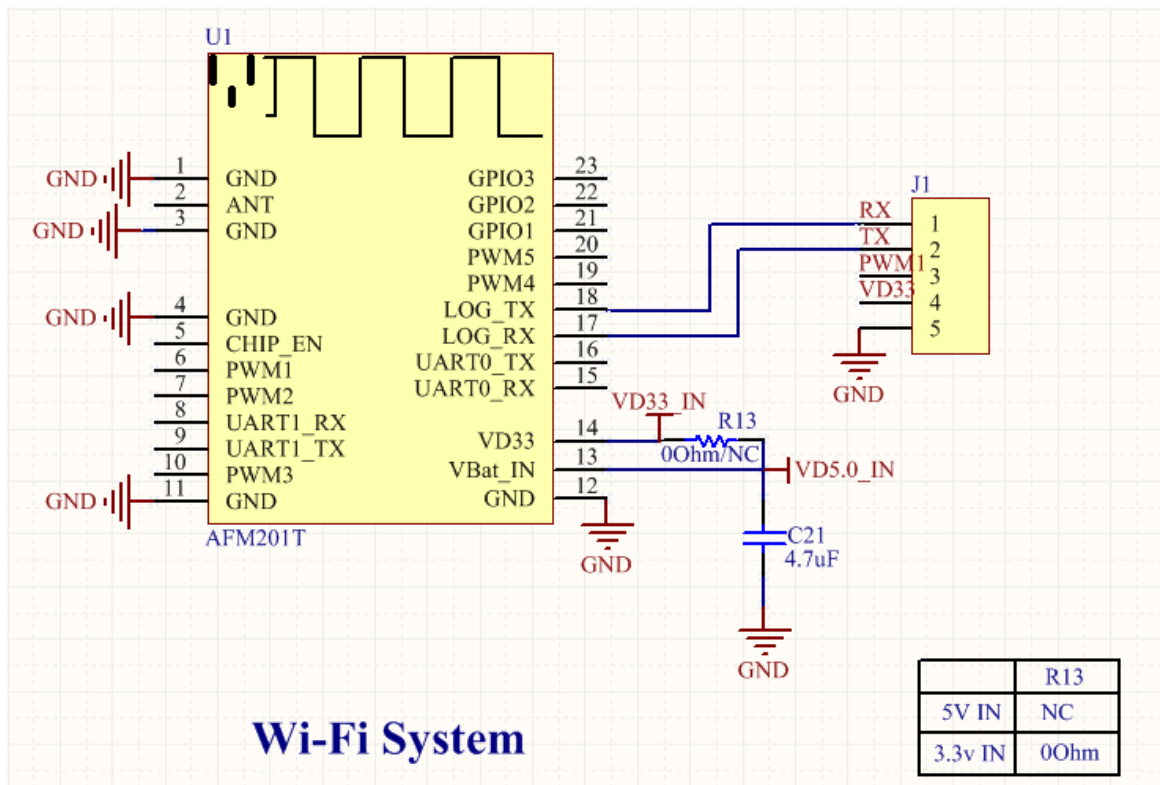 U1
GND 1 GND
2 ANT
GND 3 GND
GND 4 GND
5 CHIP_EN
6 PWM1
7 PWM2
8 UART1_RX
9 UART1_TX
10 PWM3
GND 11 GND
AFM201T
GPIO3 23
GPIO2 22
GPIO1 21
PWM5 20
PWM4 19
LOG_TX 18
LOG_RX 17
UART0_TX 16
UART0_RX 15
VD33 14
VBat_IN 13
GND 12
GND
J1
RX 1
TX 2
PWM1 3
VD33 4
5
GND
VD33_IN
R13
0Ohm/NC
VD5.0_IN
C21
4.7uF
GND
Wi-Fi System
R13
5V IN NC
3.3v IN 0Ohm